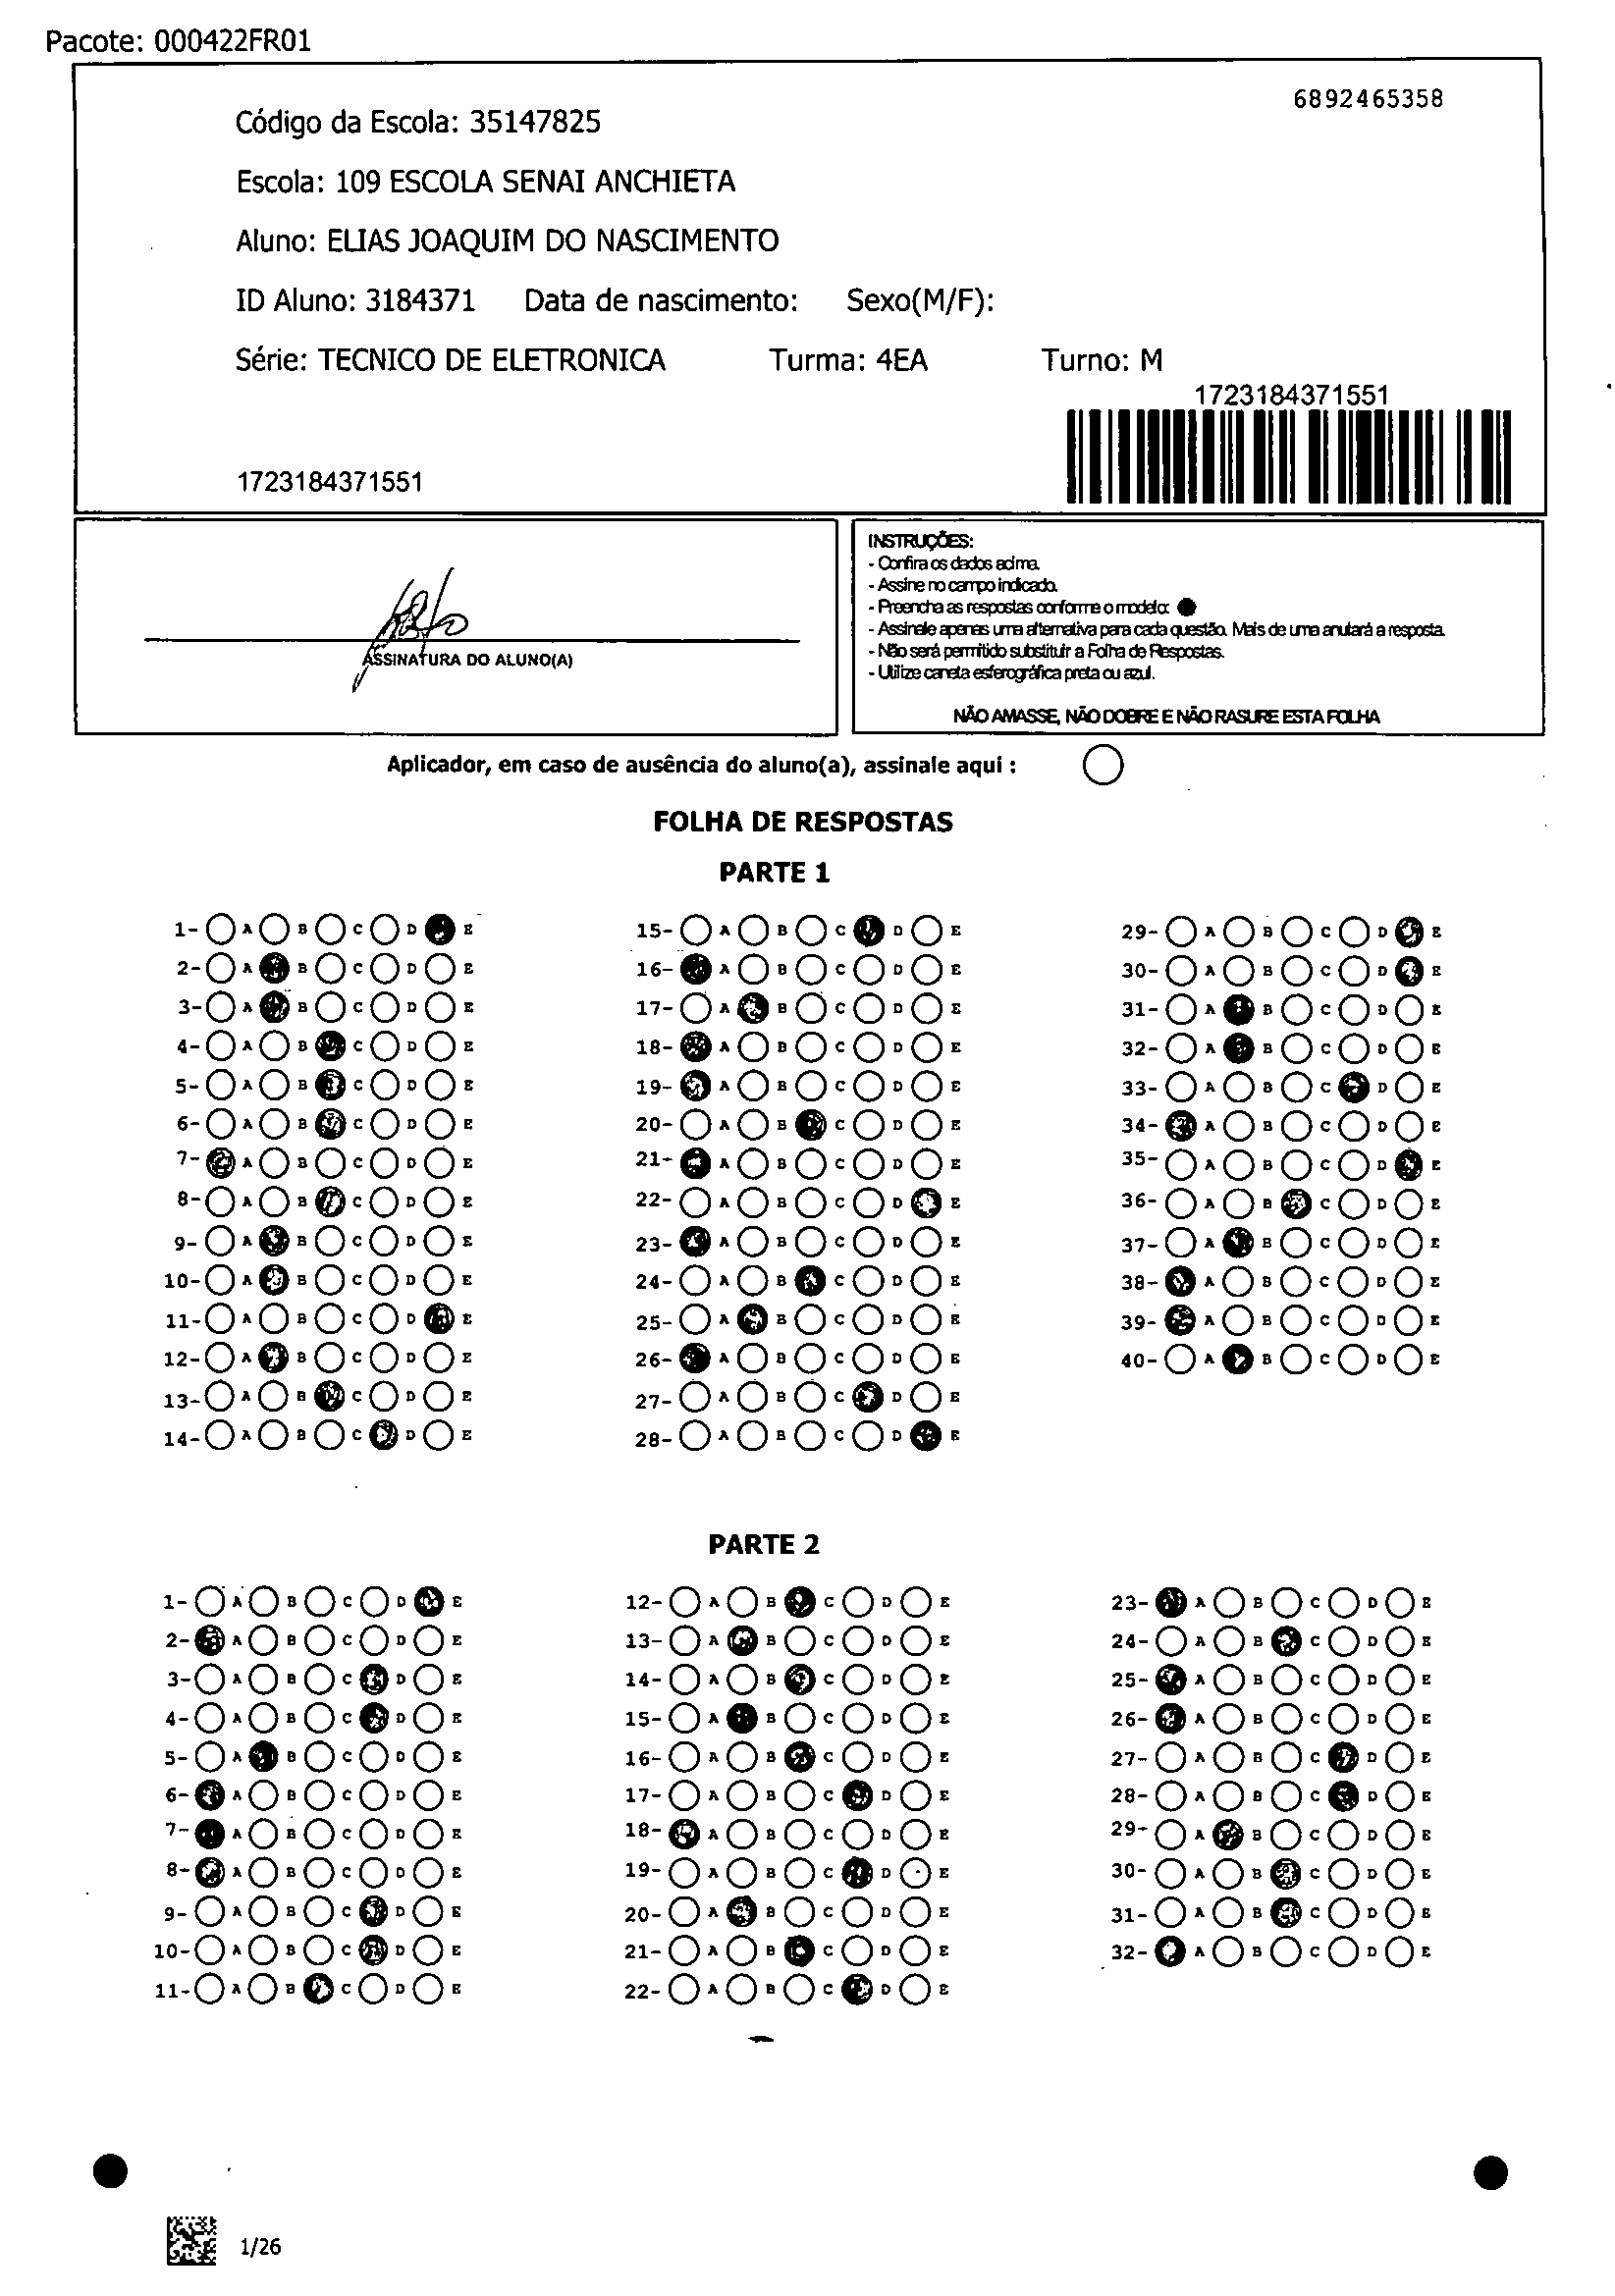 Pacote: 000422FR01
6892465358
Código da Escola: 35147825
Escola: 109 ESCOLA SENAI ANCHIETA
Aluno: ELIAS JOAQUIM DO NASCIMENTO
ID Aluno: 3184371 Data de nascimento: Sexo(M/F):
Série: TECNICO DE ELETRONICA Turma: 4EA Turno: M
1723184371551
1723184371551
ASSINATURA DO ALUNO(A)
INSTRUÇÕES:
- Confira os dados acima.
- Assine no campo indicado.
- Preencha as respostas conforme o modelo:
- Assinale apenas uma alternativa para cada questão. Mais de uma anulará a resposta.
- Não será permitido substituir a Folha de Respostas.
- Utilize caneta esferográfica preta ou azul.
NÃO AMASSE, NÃO DOBRE E NÃO RASURE ESTA FOLHA
Aplicador, em caso de ausência do aluno(a), assinale aqui :
FOLHA DE RESPOSTAS
PARTE 1
1- A B C D E 15- A B C D E 29- A B C D E
2- A B C D E 16- A B C D E 30- A B C D E
3- A B C D E 17- A B C D E 31- A B C D E
4- A B C D E 18- A B C D E 32- A B C D E
5- A B C D E 19- A B C D E 33- A B C D E
6- A B C D E 20- A B C D E 34- A B C D E
7- A B C D E 21- A B C D E 35- A B C D E
8- A B C D E 22- A B C D E 36- A B C D E
9- A B C D E 23- A B C D E 37- A B C D E
10- A B C D E 24- A B C D E 38- A B C D E
11- A B C D E 25- A B C D E 39- A B C D E
12- A B C D E 26- A B C D E 40- A B C D E
13- A B C D E 27- A B C D E
14- A B C D E 28- A B C D E
PARTE 2
1- A B C D E 12- A B C D E 23- A B C D E
2- A B C D E 13- A B C D E 24- A B C D E
3- A B C D E 14- A B C D E 25- A B C D E
4- A B C D E 15- A B C D E 26- A B C D E
5- A B C D E 16- A B C D E 27- A B C D E
6- A B C D E 17- A B C D E 28- A B C D E
7- A B C D E 18- A B C D E 29- A B C D E
8- A B C D E 19- A B C D E 30- A B C D E
9- A B C D E 20- A B C D E 31- A B C D E
10- A B C D E 21- A B C D E 32- A B C D E
11- A B C D E 22- A B C D E
1/26